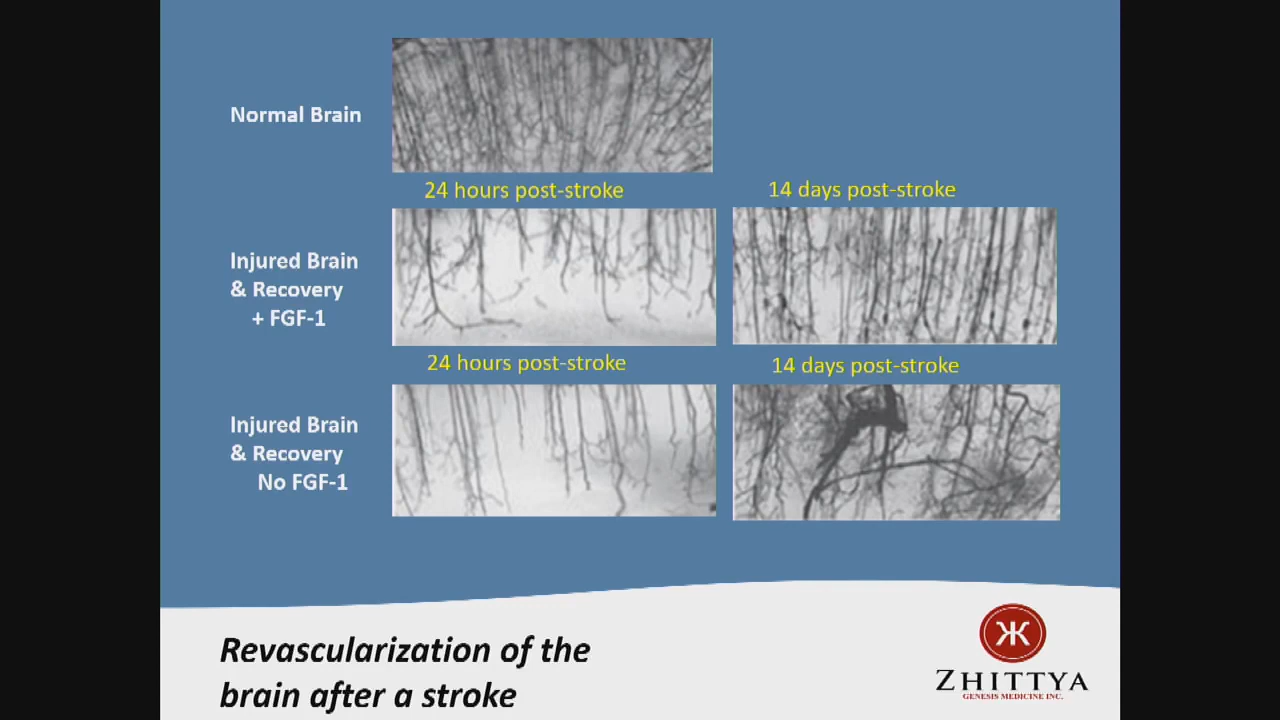 Normal Brain
24 hours post-stroke
14 days post-stroke
Injured Brain
& Recovery
+ FGF-1
24 hours post-stroke
14 days post-stroke
Injured Brain
& Recovery
No FGF-1
Revascularization of the
brain after a stroke
Ж
ZHITTYA
GENESIS MEDICINE INC.